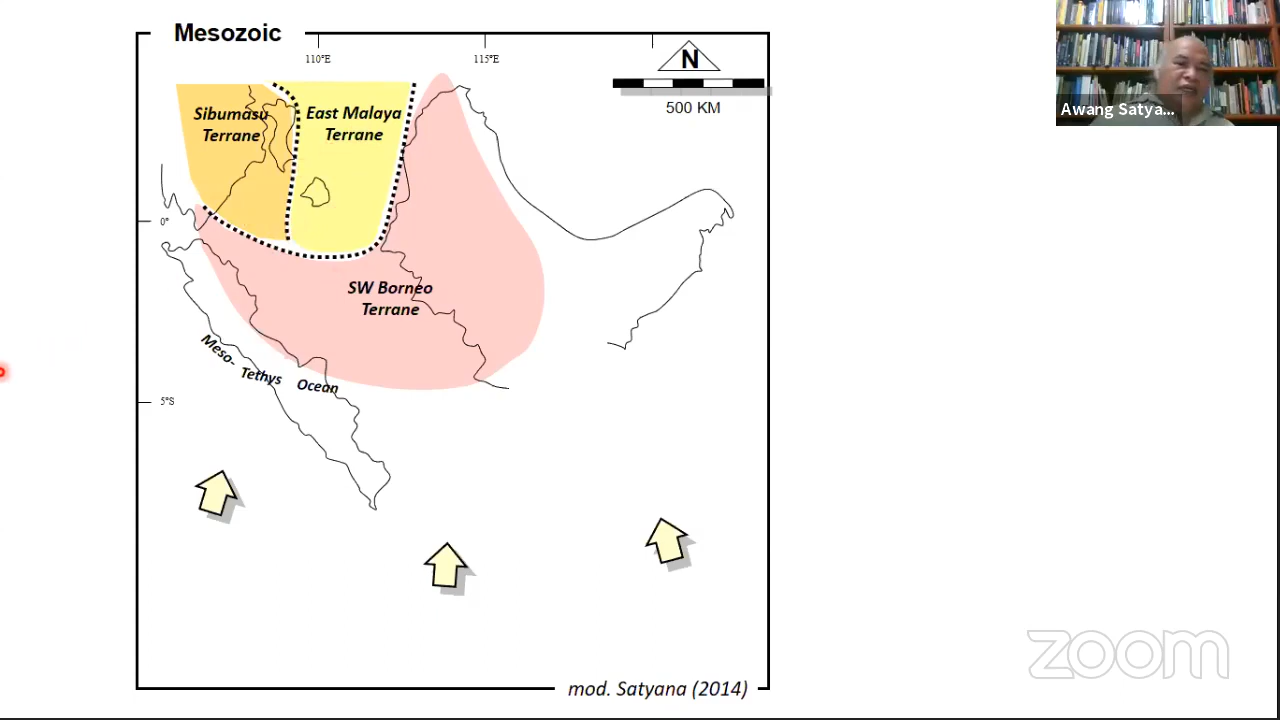 Mesozoic
110°E
115°E
N
500 KM
Sibumasu
Terrane
East Malaya
Terrane
0°
SW Borneo
Terrane
Meso-
Tethys Ocean
5°S
mod. Satyana (2014)
Awang Satya...
zoom